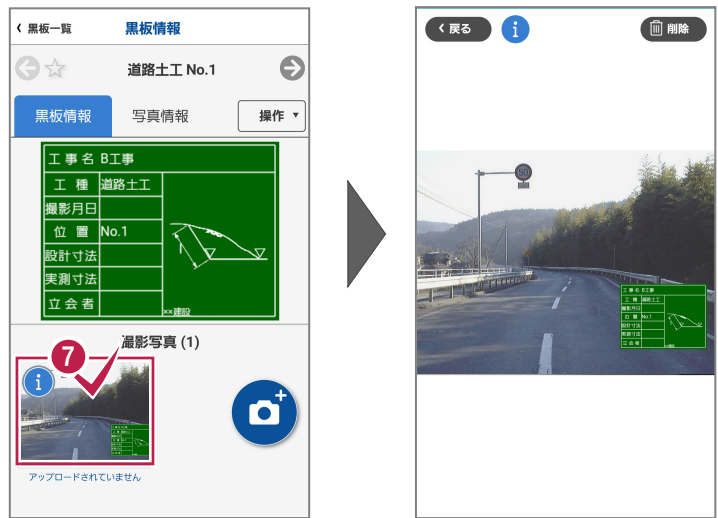 黒板一覧
黒板情報
道路土工 No.1
黒板情報
写真情報
操作 ▼
工事名 B工事
工種 道路土工
撮影月日
位置 No.1
設計寸法
実測寸法
立会者
××建設
撮影写真 (1)
7
i
アップロードされていません
戻る
i
削除
50
工事名 B工事
工種 道路土工
撮影月日
位置 No.1
設計寸法
実測寸法
立会者